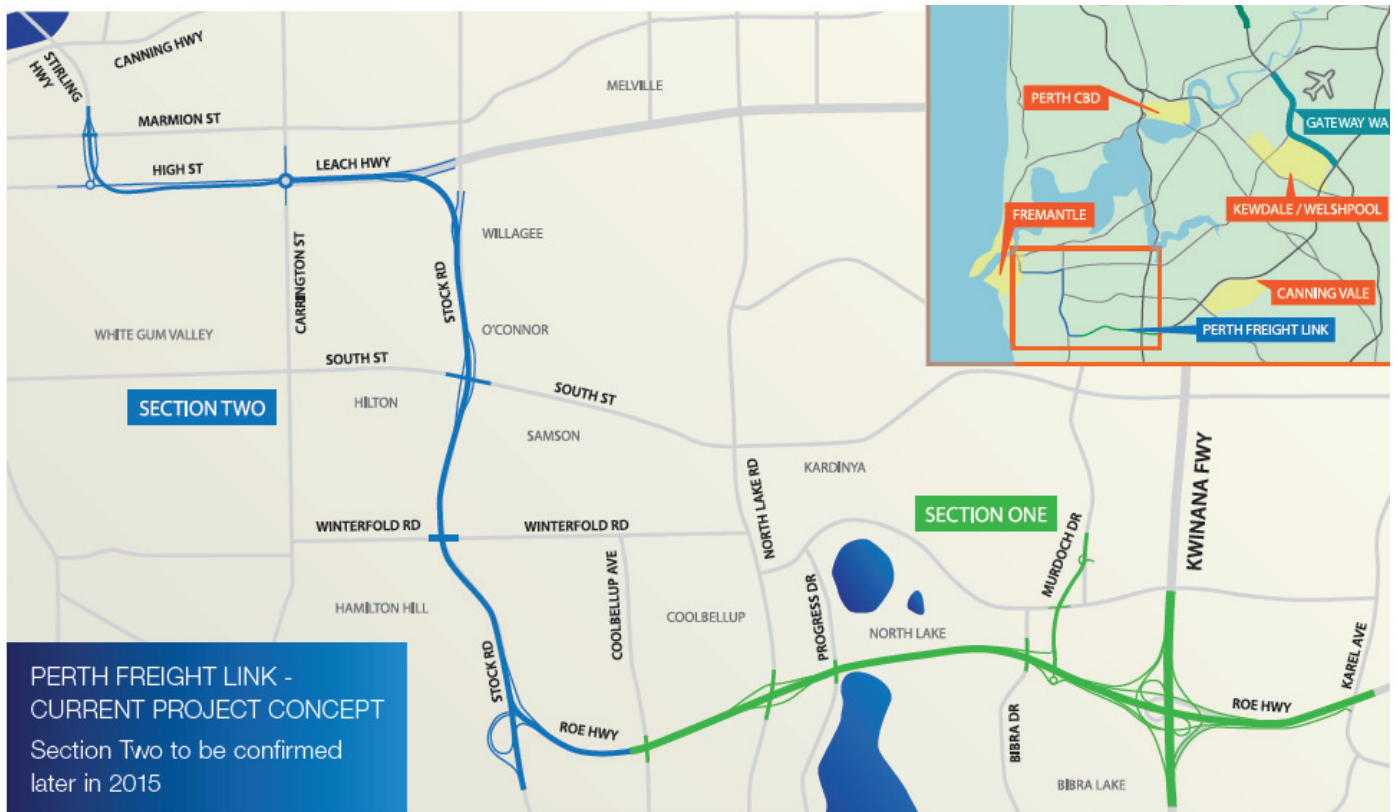 CANNING HWY
STIRLING
HWY
MARMION ST
HIGH ST
LEACH HWY
MELVILLE
WILLAGEE
CARRINGTON ST
STOCK RD
O'CONNOR
WHITE GUM VALLEY
SOUTH ST
SOUTH ST
SECTION TWO
HILTON
SAMSON
KARDINYA
NORTH LAKE RD
SECTION ONE
MURDOCH DR
KWINANA FWY
WINTERFOLD RD
WINTERFOLD RD
COOLBELLUP AVE
PROGRESS DR
HAMILTON HILL
COOLBELLUP
NORTH LAKE
STOCK RD
ROE HWY
BIBRA DR
ROE HWY
KAREL AVE
BIBRA LAKE
PERTH FREIGHT LINK -
CURRENT PROJECT CONCEPT
Section Two to be confirmed
later in 2015
PERTH CBD
GATEWAY WA
KEWDALE / WELSHPOOL
FREMANTLE
CANNING VALE
PERTH FREIGHT LINK